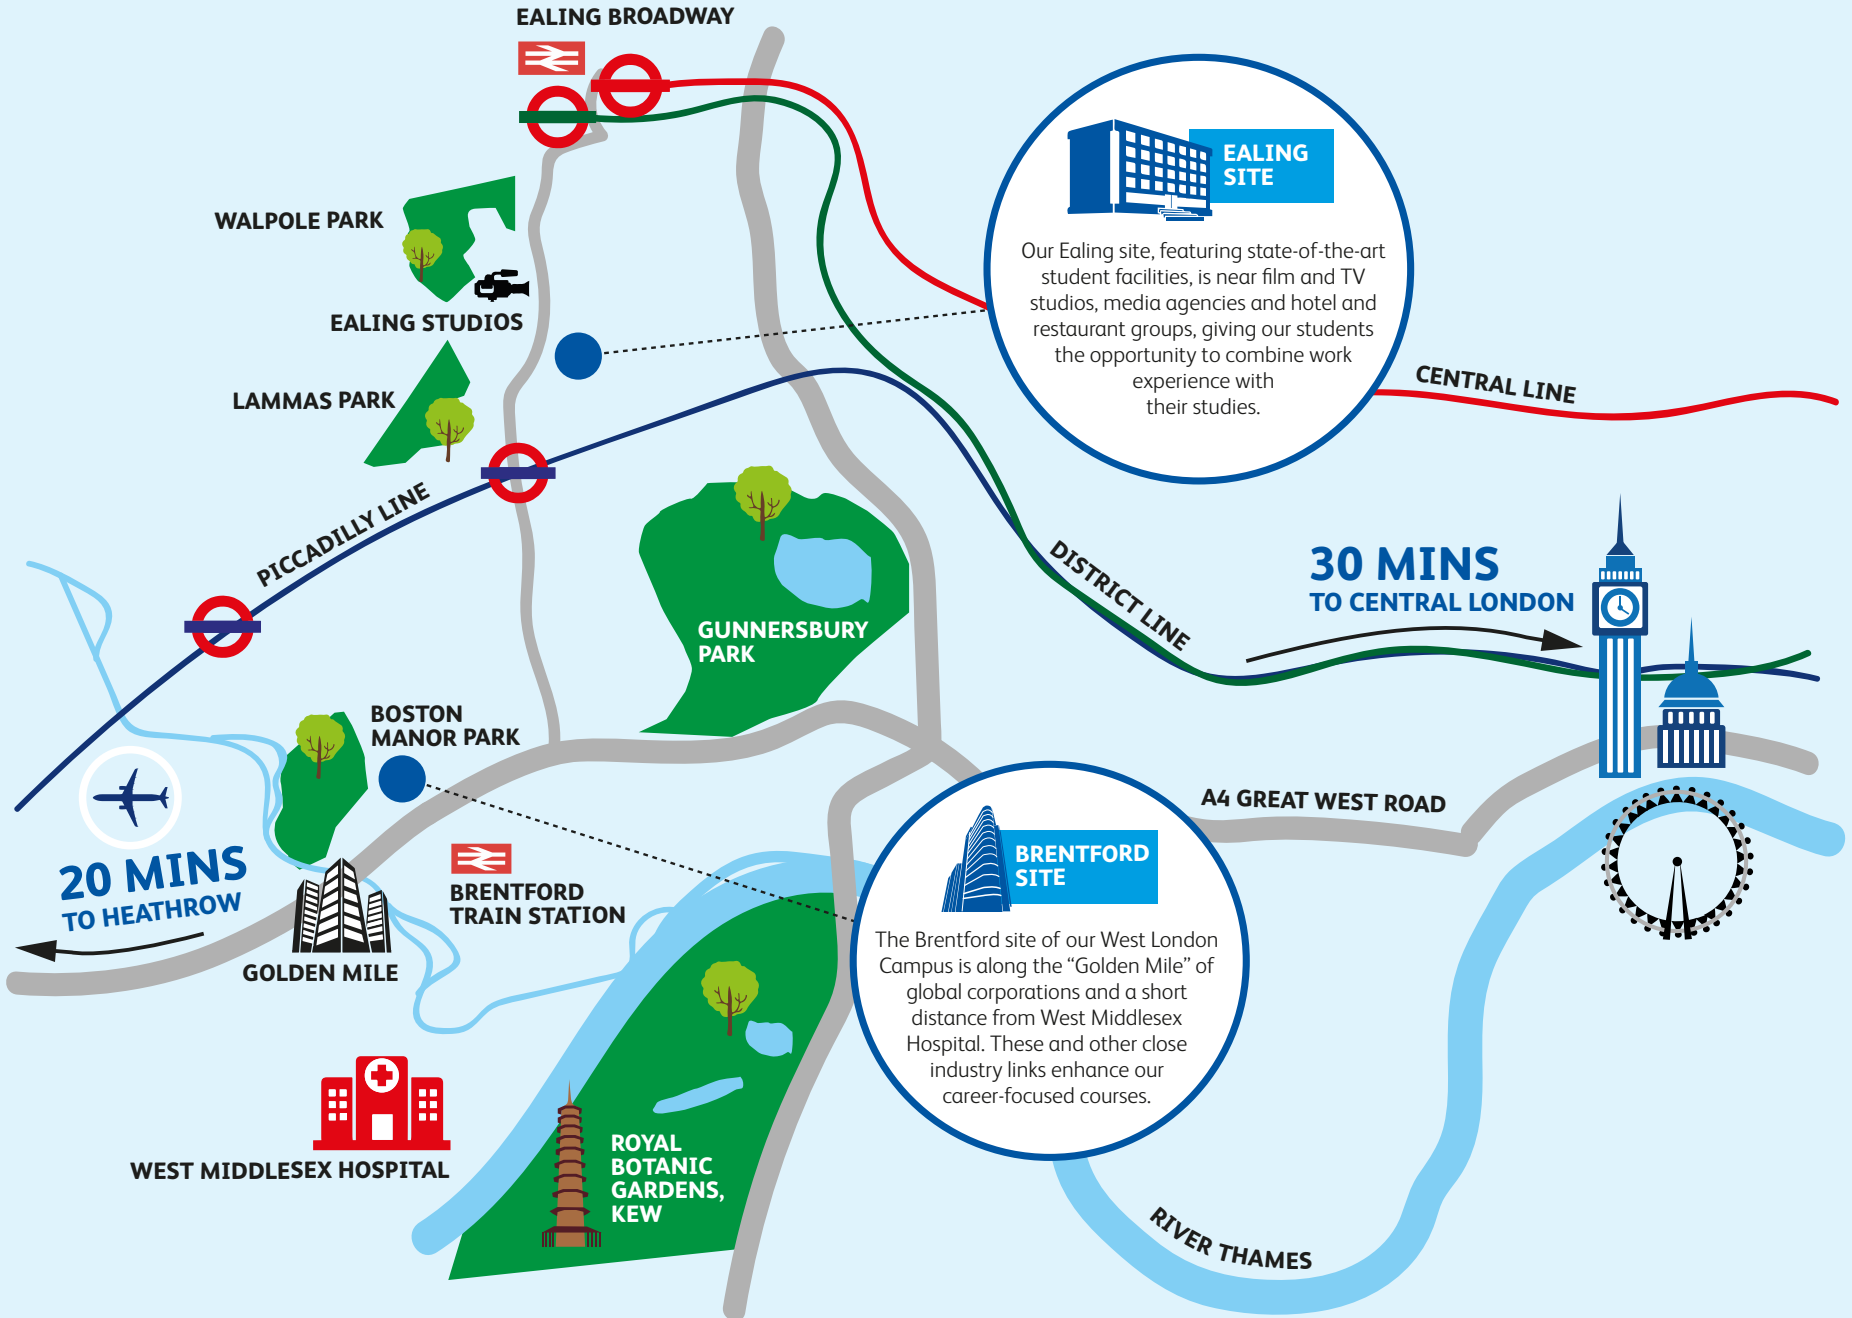 EALING BROADWAY
EALING
SITE
Our Ealing site, featuring state-of-the-art
student facilities, is near film and TV
studios, media agencies and hotel and
restaurant groups, giving our students
the opportunity to combine work
experience with
their studies.
WALPOLE PARK
EALING STUDIOS
LAMMAS PARK
CENTRAL LINE
PICCADILLY LINE
DISTRICT LINE
30 MINS
TO CENTRAL LONDON
GUNNERSBURY
PARK
BOSTON
MANOR PARK
A4 GREAT WEST ROAD
20 MINS
TO HEATHROW
BRENTFORD
TRAIN STATION
GOLDEN MILE
BRENTFORD
SITE
The Brentford site of our West London
Campus is along the “Golden Mile” of
global corporations and a short
distance from West Middlesex
Hospital. These and other close
industry links enhance our
career-focused courses.
WEST MIDDLESEX HOSPITAL
ROYAL
BOTANIC
GARDENS,
KEW
RIVER THAMES